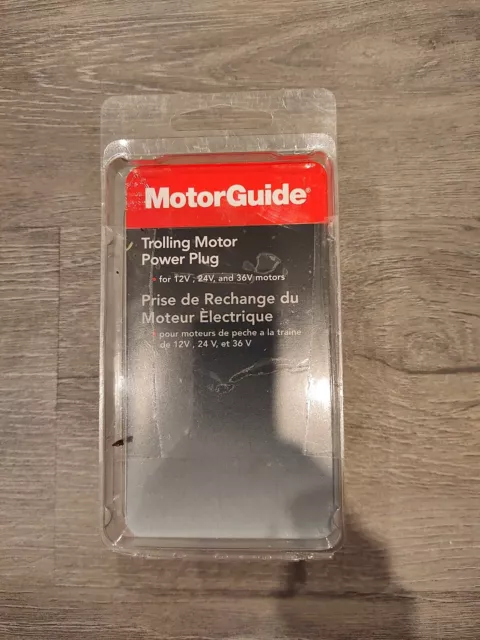 MotorGuide®
Trolling Motor
Power Plug
• for 12V , 24V, and 36V motors
Prise de Rechange du
Moteur Èlectrique
• pour moteurs de peche a la traine
de 12V , 24 V, et 36 V